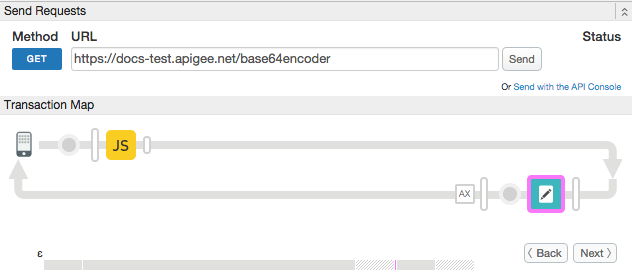 Send Requests
Method URL Status
GET https://docs-test.apigee.net/base64encoder Send
Or Send with the API Console
Transaction Map
JS
AX
ε
Back Next